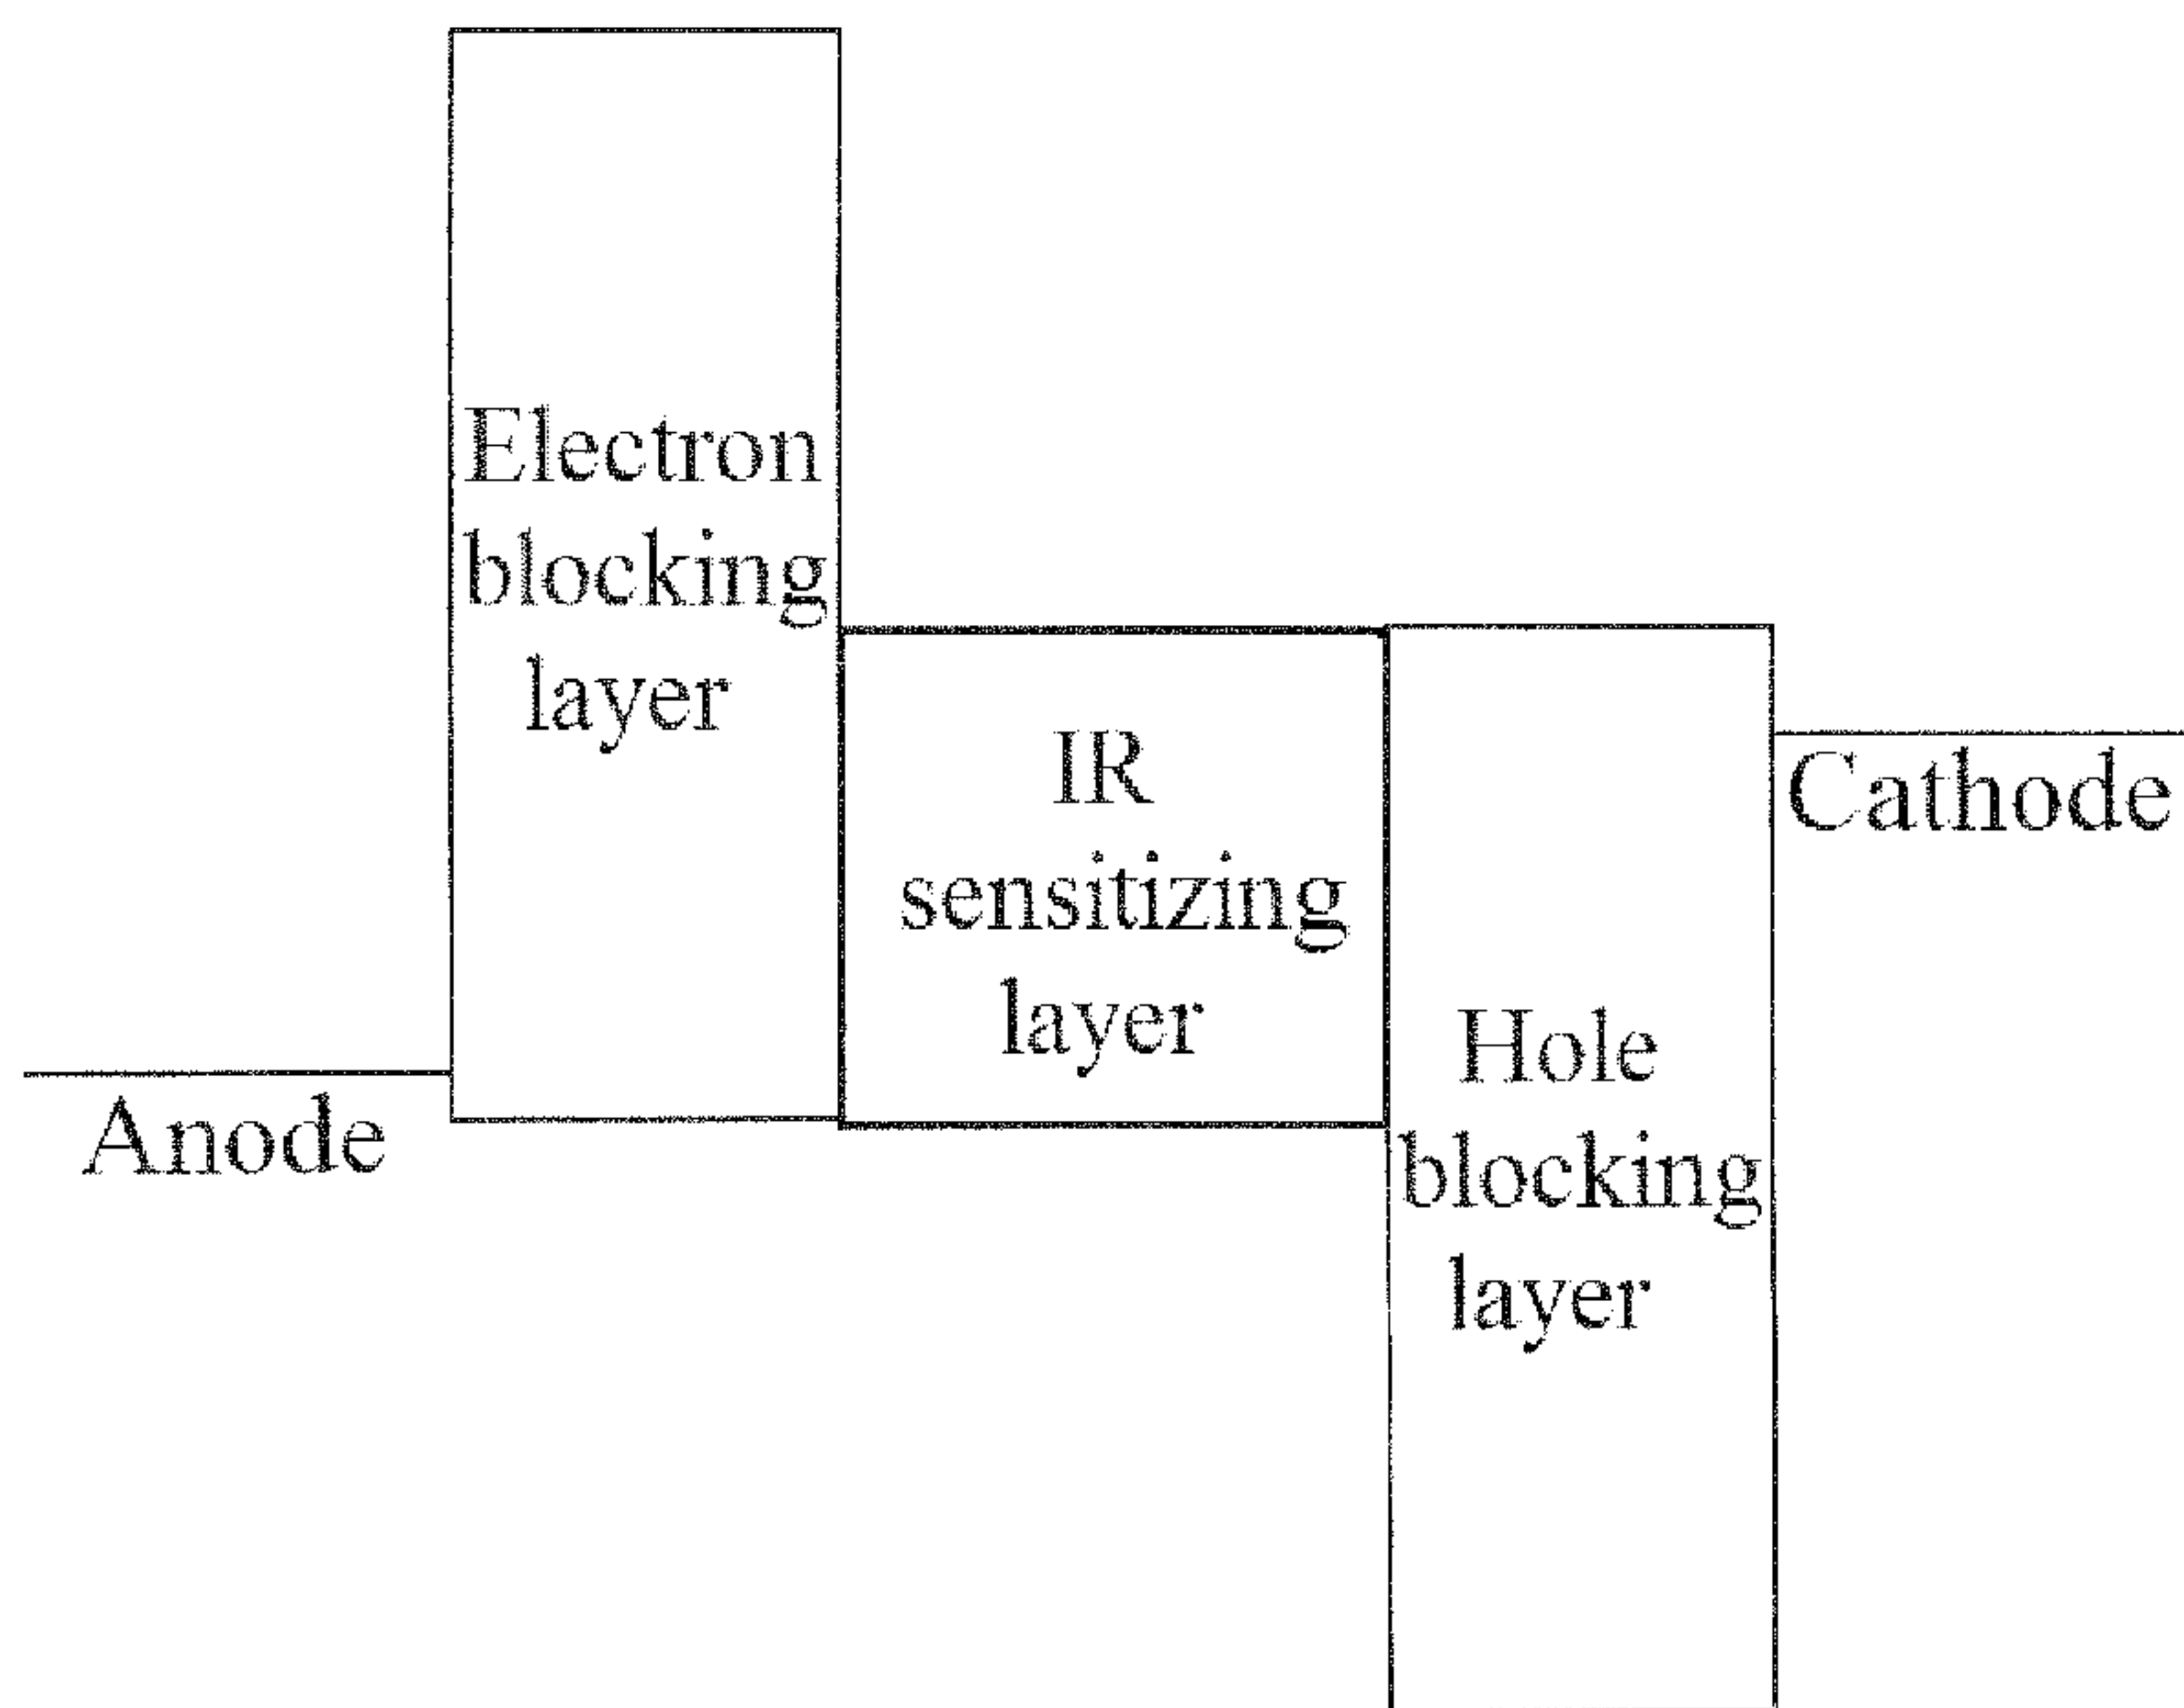 Electron
blocking
layer
IR
sensitizing
layer
Cathode
Anode
Hole
blocking
layer